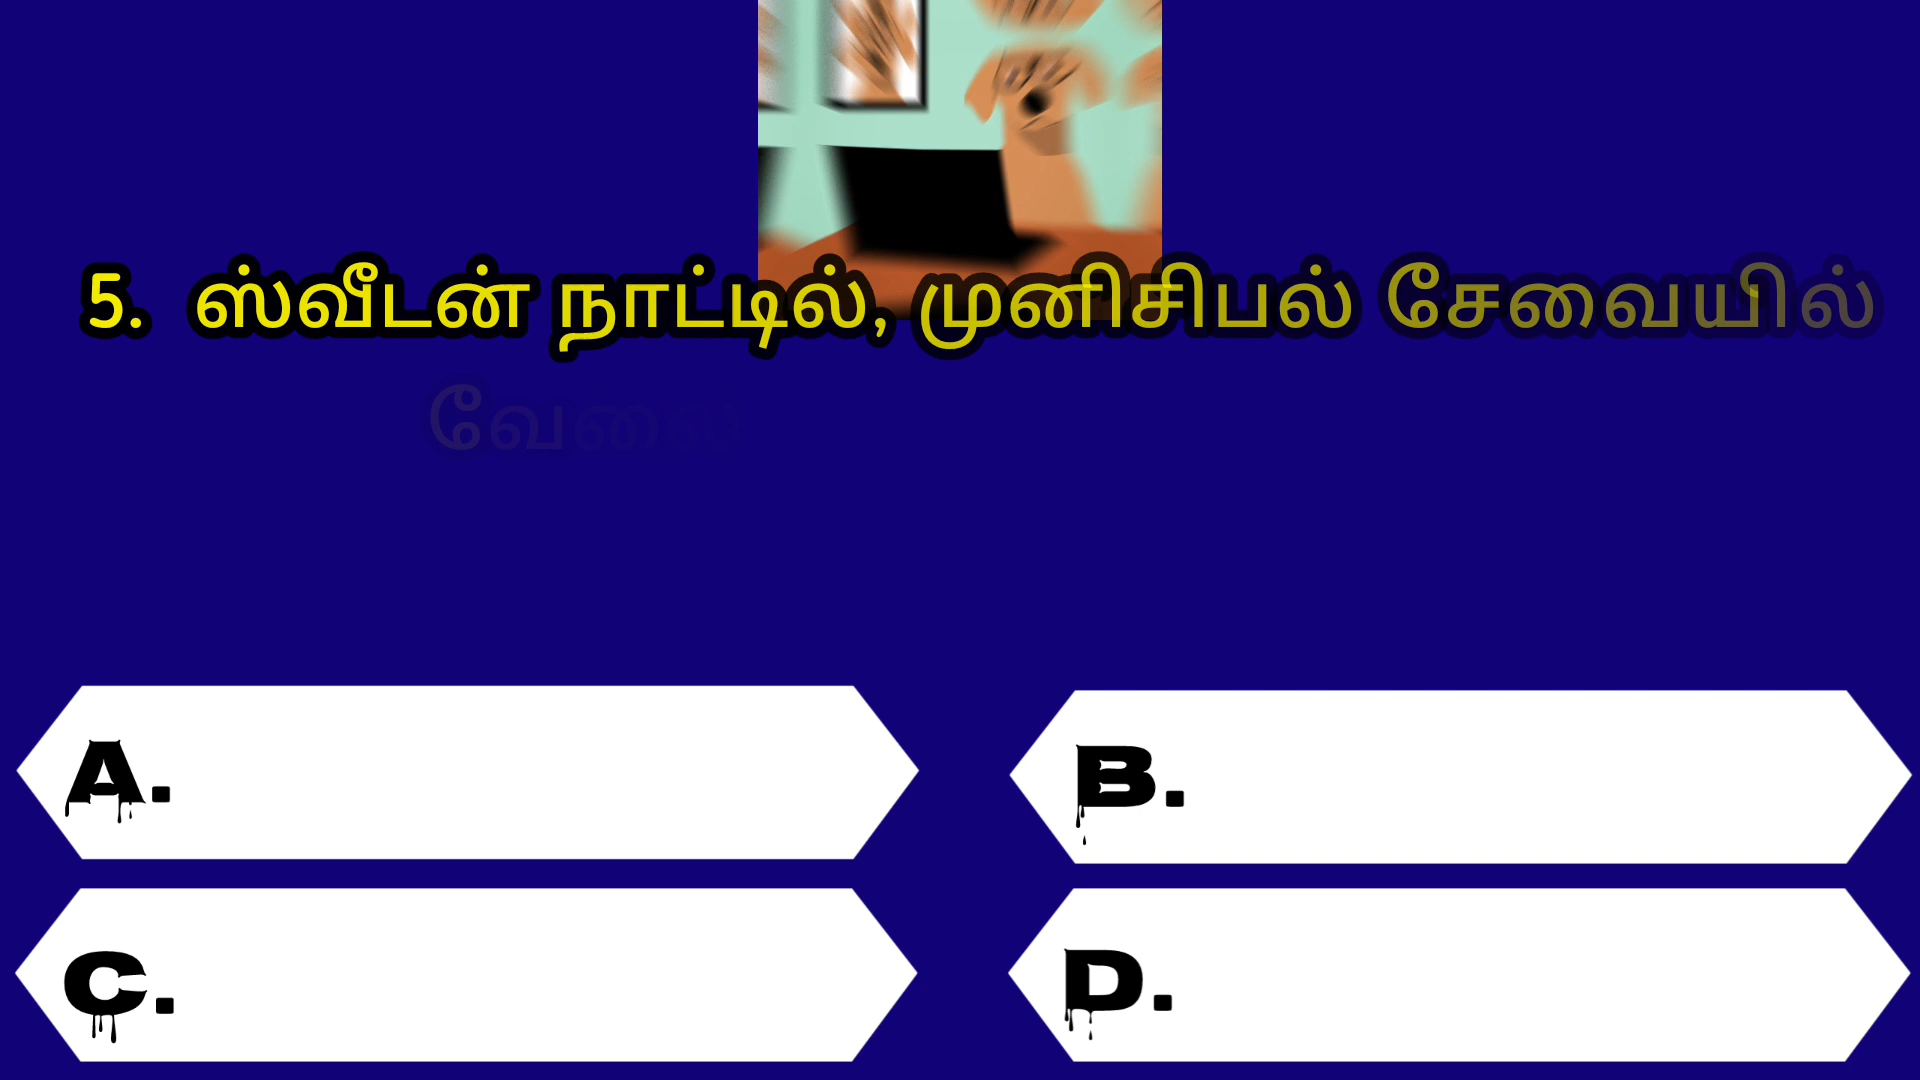 5. ஸ்வீடன் நாட்டில், முனிசிபல் சேவையில்
வேலை
A.
B.
C.
D.